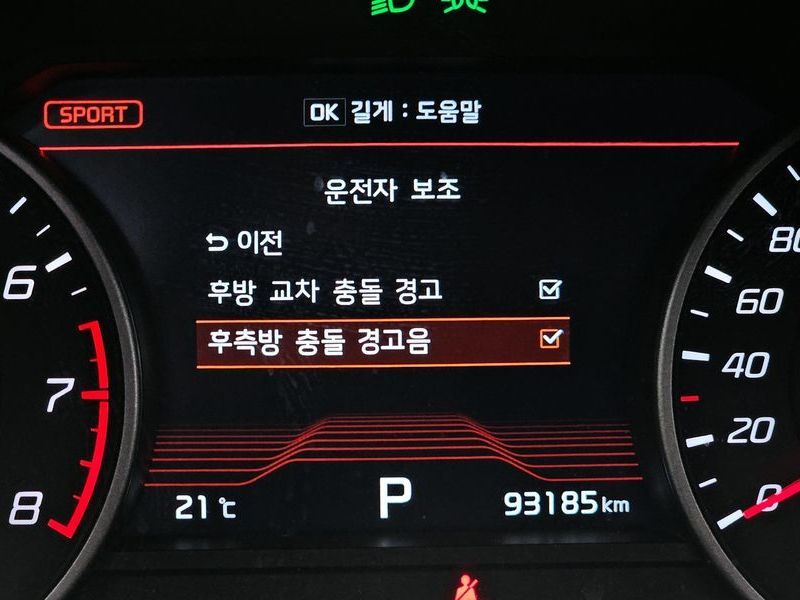 SPORT
OK 길게 : 도움말
운전자 보조
이전
후방 교차 충돌 경고
후측방 충돌 경고음
6
7
8
80
60
40
20
0
21 ℃
P
93185 km